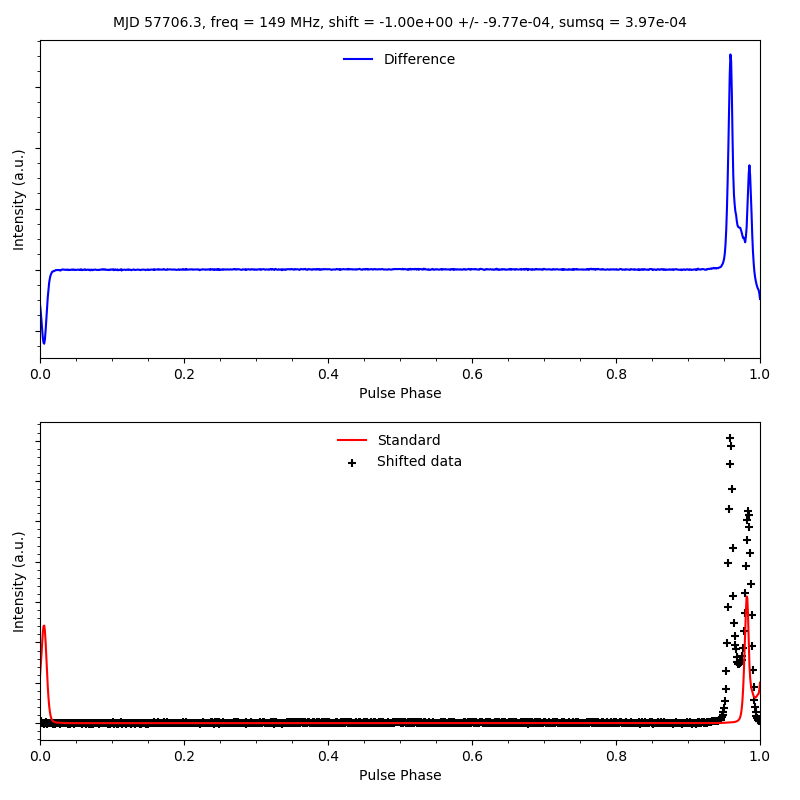 MJD 57706.3, freq = 149 MHz, shift = -1.00e+00 +/- -9.77e-04, sumsq = 3.97e-04
Difference
Intensity (a.u.)
0.0 0.2 0.4 0.6 0.8 1.0
Pulse Phase
Standard
Shifted data
Intensity (a.u.)
0.0 0.2 0.4 0.6 0.8 1.0
Pulse Phase